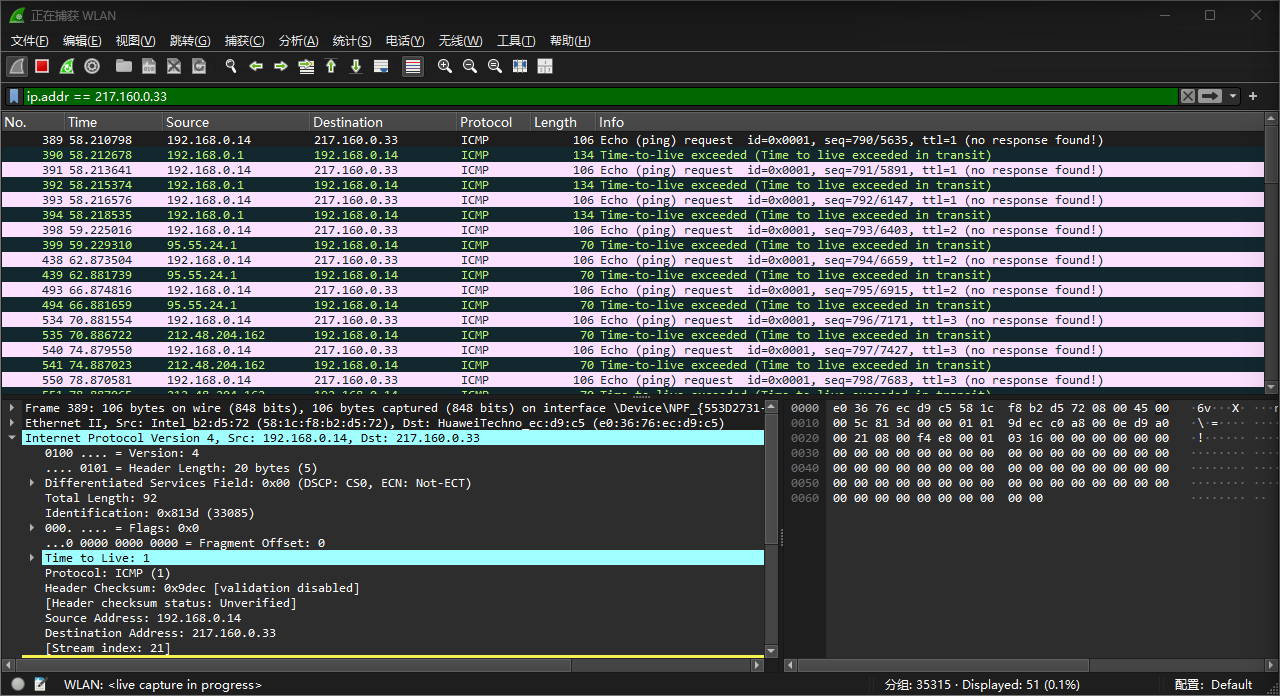 正在捕获 WLAN
文件(F) 编辑(E) 视图(V) 跳转(G) 捕获(C) 分析(A) 统计(S) 电话(Y) 无线(W) 工具(T) 帮助(H)
ip.addr == 217.160.0.33
No. Time Source Destination Protocol Length Info
389 58.210798 192.168.0.14 217.160.0.33 ICMP 106 Echo (ping) request id=0x0001, seq=790/5635, ttl=1 (no response found!)
390 58.212678 192.168.0.1 192.168.0.14 ICMP 134 Time-to-live exceeded (Time to live exceeded in transit)
391 58.213641 192.168.0.14 217.160.0.33 ICMP 106 Echo (ping) request id=0x0001, seq=791/5891, ttl=1 (no response found!)
392 58.215374 192.168.0.1 192.168.0.14 ICMP 134 Time-to-live exceeded (Time to live exceeded in transit)
393 58.216576 192.168.0.14 217.160.0.33 ICMP 106 Echo (ping) request id=0x0001, seq=792/6147, ttl=1 (no response found!)
394 58.218535 192.168.0.1 192.168.0.14 ICMP 134 Time-to-live exceeded (Time to live exceeded in transit)
398 59.225016 192.168.0.14 217.160.0.33 ICMP 106 Echo (ping) request id=0x0001, seq=793/6403, ttl=2 (no response found!)
399 59.229310 95.55.24.1 192.168.0.14 ICMP 70 Time-to-live exceeded (Time to live exceeded in transit)
438 62.873504 192.168.0.14 217.160.0.33 ICMP 106 Echo (ping) request id=0x0001, seq=794/6659, ttl=2 (no response found!)
439 62.881739 95.55.24.1 192.168.0.14 ICMP 70 Time-to-live exceeded (Time to live exceeded in transit)
493 66.874816 192.168.0.14 217.160.0.33 ICMP 106 Echo (ping) request id=0x0001, seq=795/6915, ttl=2 (no response found!)
494 66.881659 95.55.24.1 192.168.0.14 ICMP 70 Time-to-live exceeded (Time to live exceeded in transit)
534 70.881554 192.168.0.14 217.160.0.33 ICMP 106 Echo (ping) request id=0x0001, seq=796/7171, ttl=3 (no response found!)
535 70.886722 212.48.204.162 192.168.0.14 ICMP 70 Time-to-live exceeded (Time to live exceeded in transit)
540 74.879550 192.168.0.14 217.160.0.33 ICMP 106 Echo (ping) request id=0x0001, seq=797/7427, ttl=3 (no response found!)
541 74.887023 212.48.204.162 192.168.0.14 ICMP 70 Time-to-live exceeded (Time to live exceeded in transit)
550 78.870581 192.168.0.14 217.160.0.33 ICMP 106 Echo (ping) request id=0x0001, seq=798/7683, ttl=3 (no response found!)
Frame 389: 106 bytes on wire (848 bits), 106 bytes captured (848 bits) on interface \Device\NPF_{553D2731-
Ethernet II, Src: Intel_b2:d5:72 (58:1c:f8:b2:d5:72), Dst: HuaweiTechno_ec:d9:c5 (e0:36:76:ec:d9:c5)
Internet Protocol Version 4, Src: 192.168.0.14, Dst: 217.160.0.33
0100 .... = Version: 4
.... 0101 = Header Length: 20 bytes (5)
Differentiated Services Field: 0x00 (DSCP: CS0, ECN: Not-ECT)
Total Length: 92
Identification: 0x813d (33085)
000. .... = Flags: 0x0
...0 0000 0000 0000 = Fragment Offset: 0
Time to Live: 1
Protocol: ICMP (1)
Header Checksum: 0x9dec [validation disabled]
[Header checksum status: Unverified]
Source Address: 192.168.0.14
Destination Address: 217.160.0.33
[Stream index: 21]
0000 e0 36 76 ec d9 c5 58 1c f8 b2 d5 72 08 00 45 00 ·6v···X·
0010 00 5c 81 3d 00 00 01 01 9d ec c0 a8 00 0e d9 a0 ·\·=····
0020 00 21 08 00 f4 e8 00 01 03 16 00 00 00 00 00 00 ·!······
0030 00 00 00 00 00 00 00 00 00 00 00 00 00 00 00 00 ········
0040 00 00 00 00 00 00 00 00 00 00 00 00 00 00 00 00 ········
0050 00 00 00 00 00 00 00 00 00 00 00 00 00 00 00 00 ········
0060 00 00 00 00 00 00 00 00 00 00 ········ ··
WLAN: <live capture in progress> 分组: 35315 · Displayed: 51 (0.1%) 配置: Default